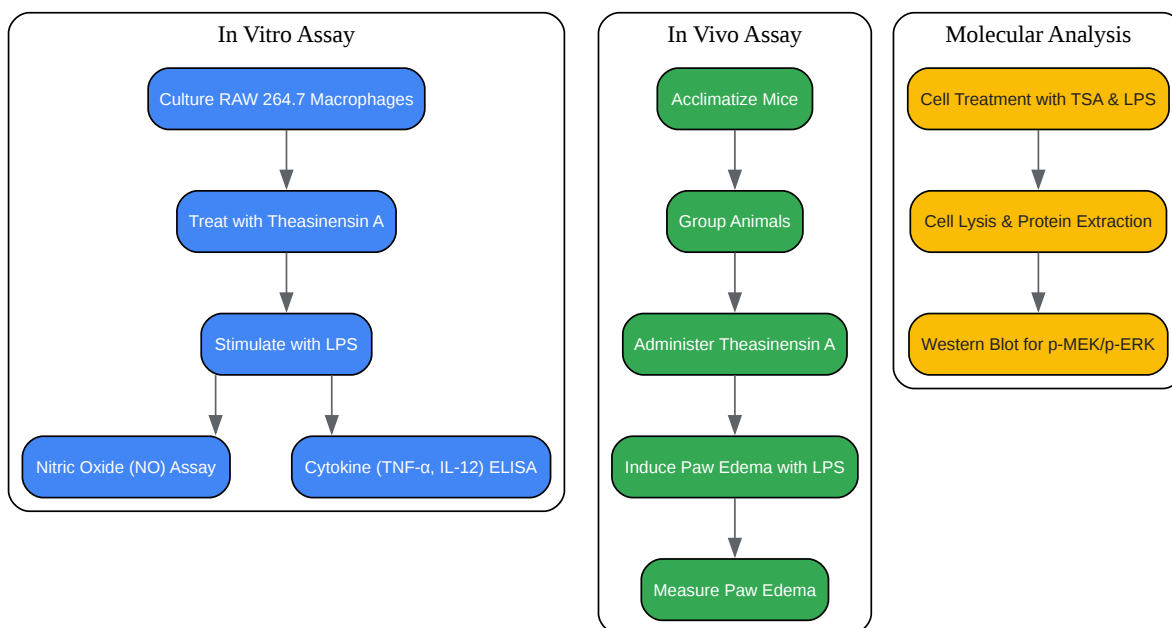 In Vitro Assay
Culture RAW 264.7 Macrophages
Treat with Theasinensin A
Stimulate with LPS
Nitric Oxide (NO) Assay
Cytokine (TNF-α, IL-12) ELISA
In Vivo Assay
Acclimatize Mice
Group Animals
Administer Theasinensin A
Induce Paw Edema with LPS
Measure Paw Edema
Molecular Analysis
Cell Treatment with TSA & LPS
Cell Lysis & Protein Extraction
Western Blot for p-MEK/p-ERK